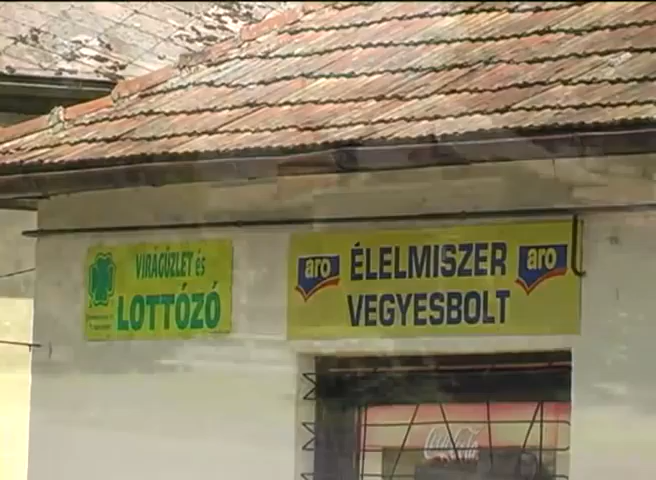 VIRÁGÜZLET és
LOTTÓZÓ
aro ÉLELMISZER aro
VEGYESBOLT
Coca-Cola